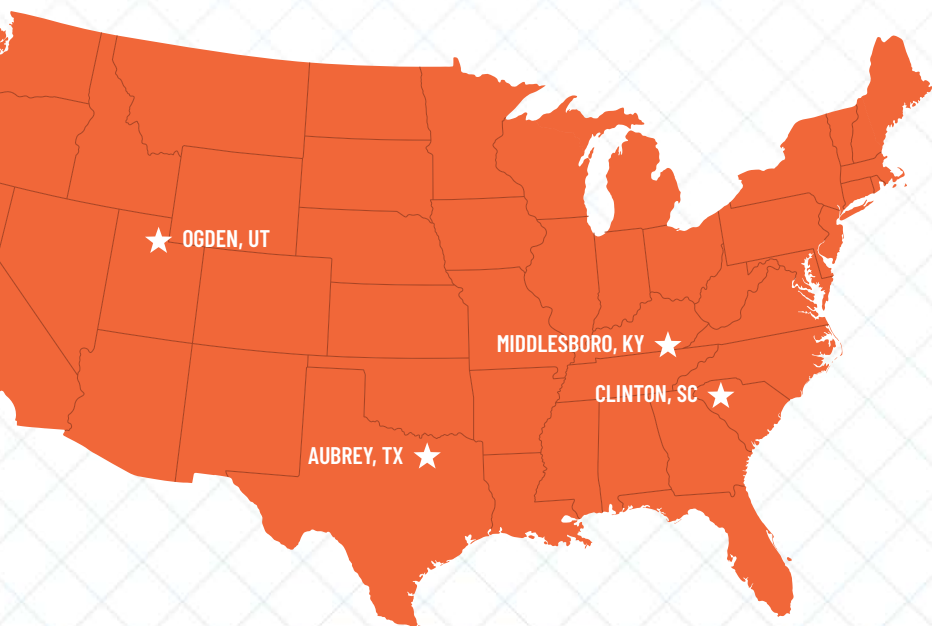 OGDEN, UT
MIDDLESBORO, KY
CLINTON, SC
AUBREY, TX